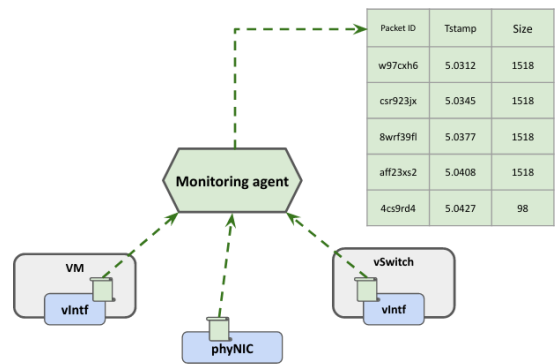 Packet ID Tstamp Size
w97cxh6 5.0312 1518
csr923jx 5.0345 1518
8wrf39fl 5.0377 1518
aff23xs2 5.0408 1518
4cs9rd4 5.0427 98
Monitoring agent
VM
vIntf
phyNIC
vSwitch
vIntf